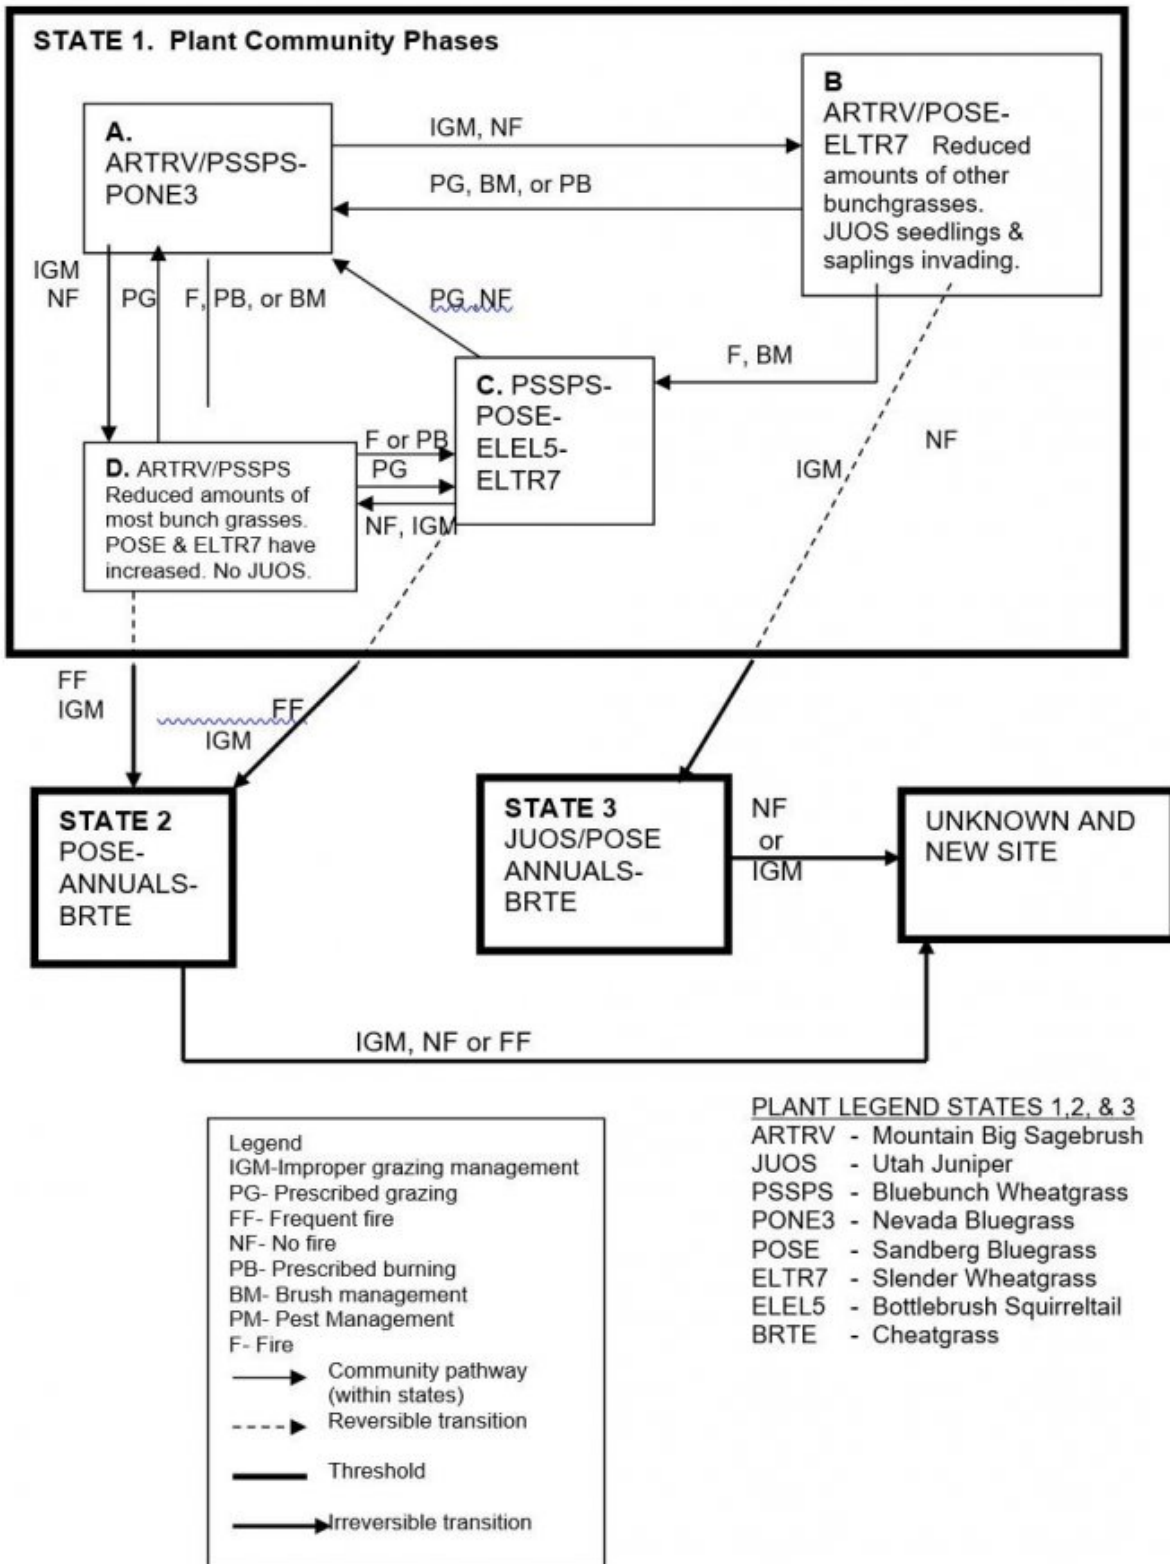 STATE 1.  Plant Community Phases
A.
ARTRV/PSSPS-
PONE3
IGM, NF
PG, BM, or PB
B
ARTRV/POSE-
ELTR7   Reduced
amounts of other
bunchgrasses.
JUOS seedlings &
saplings invading.
IGM
NF
PG
F, PB, or BM
PG ,NF
F, BM
C. PSSPS-
POSE-
ELEL5-
ELTR7
D. ARTRV/PSSPS
Reduced amounts of
most bunch grasses.
POSE & ELTR7 have
increased. No JUOS.
F or PB
PG
NF, IGM
IGM
NF
FF
IGM
FF
IGM
STATE 2
POSE-
ANNUALS-
BRTE
STATE 3
JUOS/POSE
ANNUALS-
BRTE
NF
or
IGM
UNKNOWN AND
NEW SITE
IGM, NF or FF
Legend
IGM-Improper grazing management
PG- Prescribed grazing
FF- Frequent fire
NF- No fire
PB- Prescribed burning
BM- Brush management
PM- Pest Management
F- Fire
Community pathway
(within states)
Reversible transition
Threshold
Irreversible transition
PLANT LEGEND STATES 1,2, & 3
ARTRV - Mountain Big Sagebrush
JUOS - Utah Juniper
PSSPS - Bluebunch Wheatgrass
PONE3 - Nevada Bluegrass
POSE - Sandberg Bluegrass
ELTR7 - Slender Wheatgrass
ELEL5 - Bottlebrush Squirreltail
BRTE - Cheatgrass